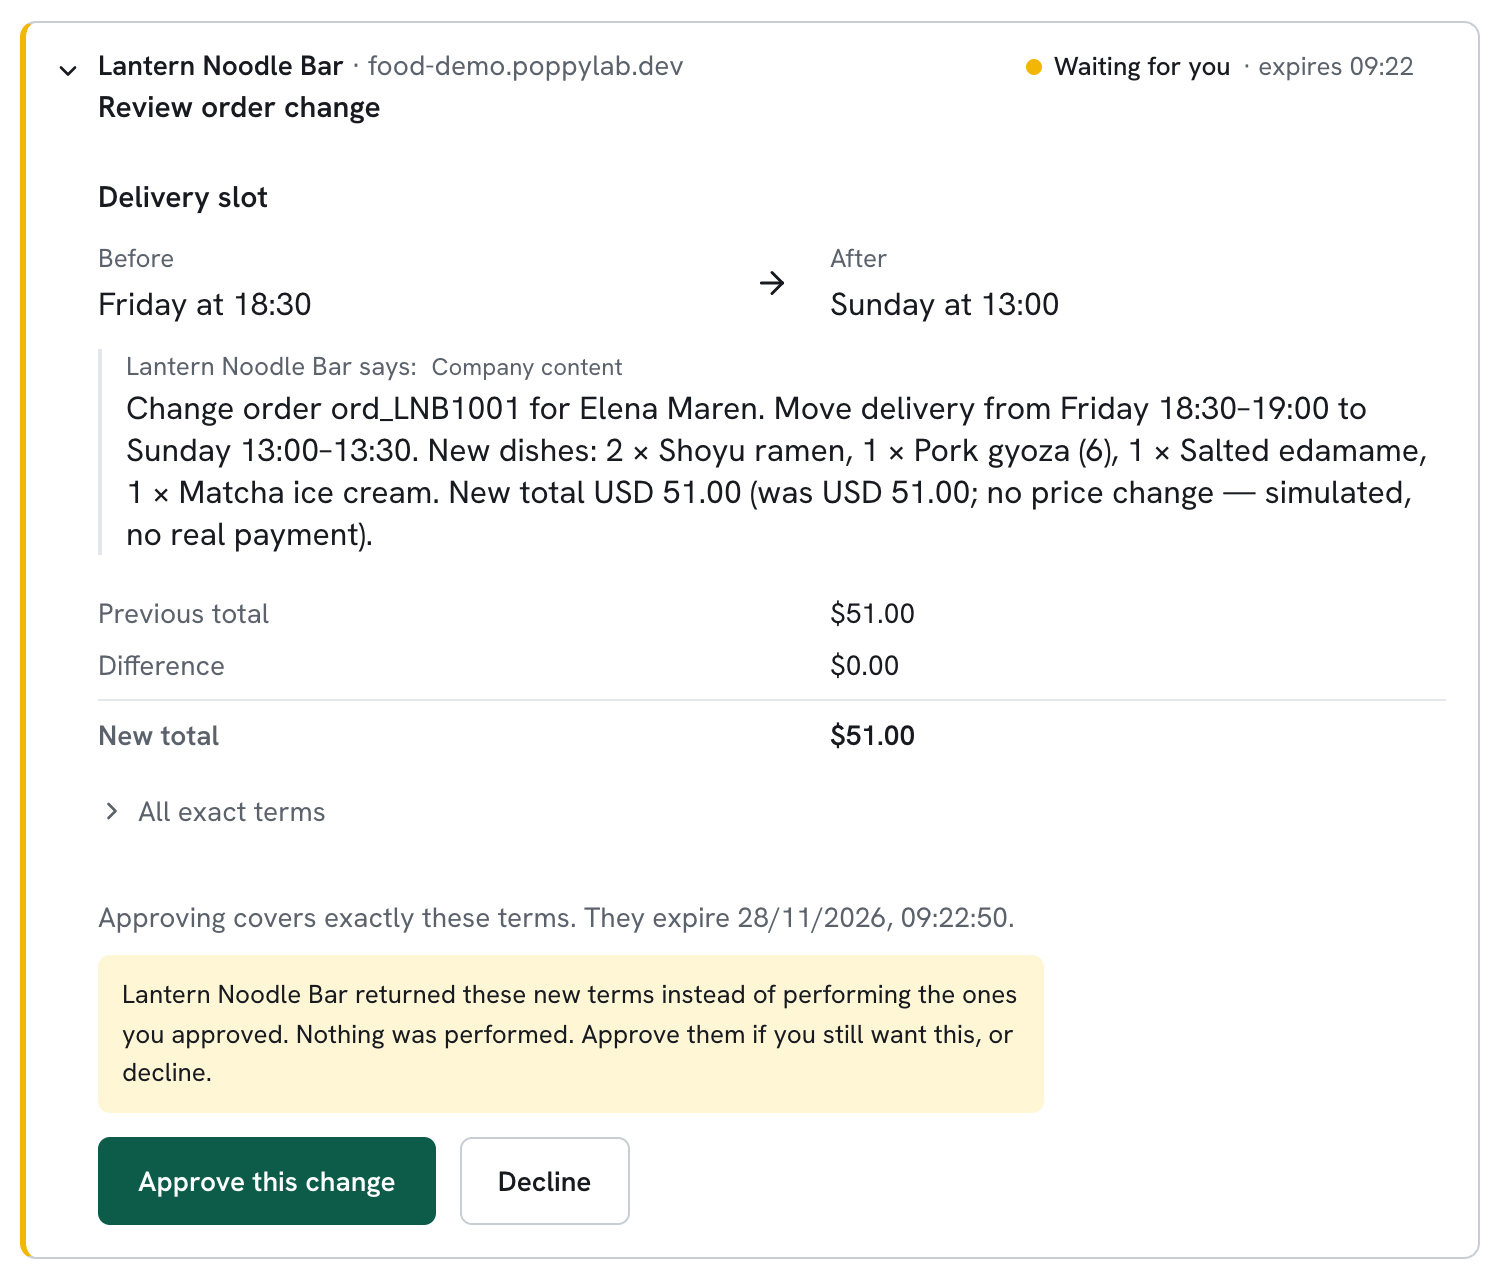 Lantern Noodle Bar · food-demo.poppylab.dev
Waiting for you · expires 09:22
Review order change
Delivery slot
Before
Friday at 18:30
→
After
Sunday at 13:00
Lantern Noodle Bar says: Company content
Change order ord_LNB1001 for Elena Maren. Move delivery from Friday 18:30–19:00 to
Sunday 13:00–13:30. New dishes: 2 × Shoyu ramen, 1 × Pork gyoza (6), 1 × Salted edamame,
1 × Matcha ice cream. New total USD 51.00 (was USD 51.00; no price change — simulated,
no real payment).
Previous total $51.00
Difference $0.00
New total $51.00
All exact terms
Approving covers exactly these terms. They expire 28/11/2026, 09:22:50.
Lantern Noodle Bar returned these new terms instead of performing the ones
you approved. Nothing was performed. Approve them if you still want this, or
decline.
Approve this change
Decline